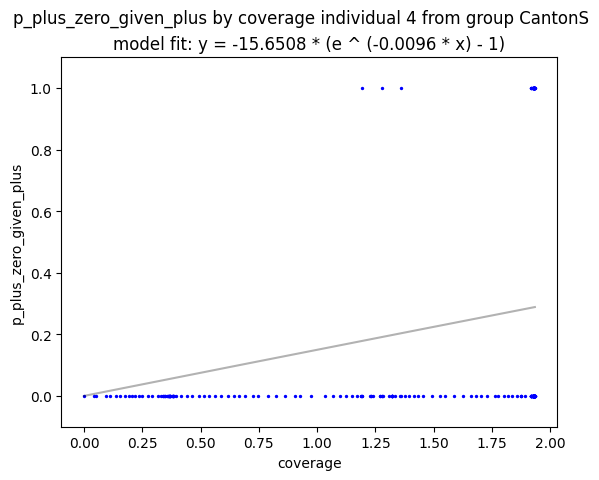 p_plus_zero_given_plus by coverage individual 4 from group CantonS
model fit: y = -15.6508 * (e ^ (-0.0096 * x) - 1)
p_plus_zero_given_plus
1.0
0.8
0.6
0.4
0.2
0.0
0.00 0.25 0.50 0.75 1.00 1.25 1.50 1.75 2.00
coverage